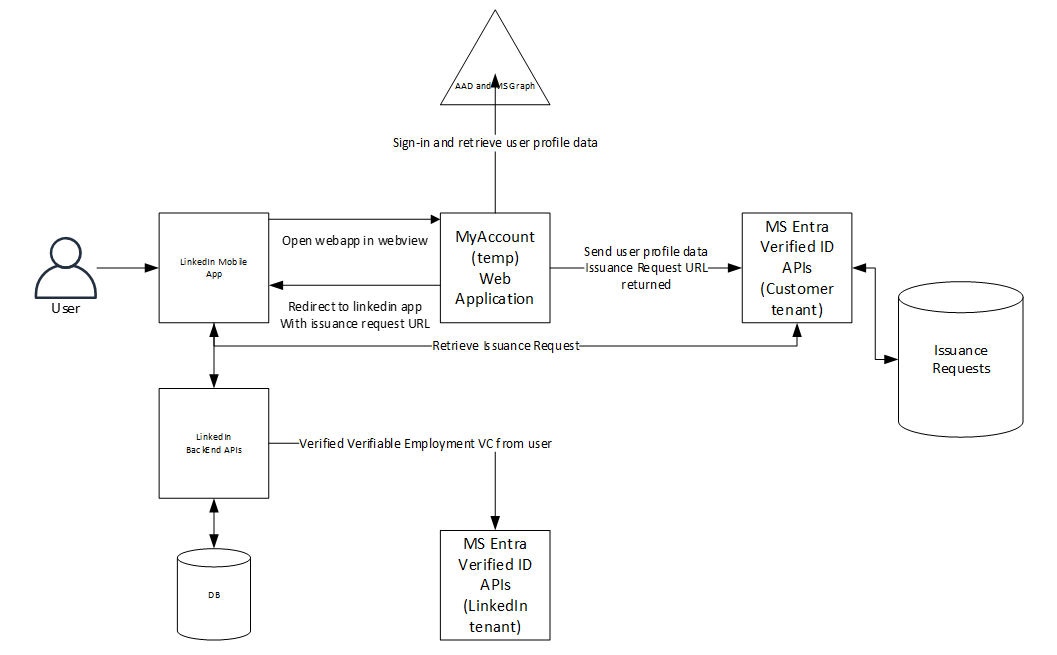 AAD and MSGraph
Sign-in and retrieve user profile data
User
LinkedIn Mobile
App
Open webapp in webview
Redirect to linkedin app
With issuance request URL
MyAccount
(temp)
Web
Application
Send user profile data
Issuance Request URL
returned
MS Entra
Verified ID
APIs
(Customer
tenant)
Issuance
Requests
Retrieve Issuance Request
LinkedIn
BackEnd APIs
Verified Verifiable Employment VC from user
DB
MS Entra
Verified ID
APIs
(LinkedIn
tenant)